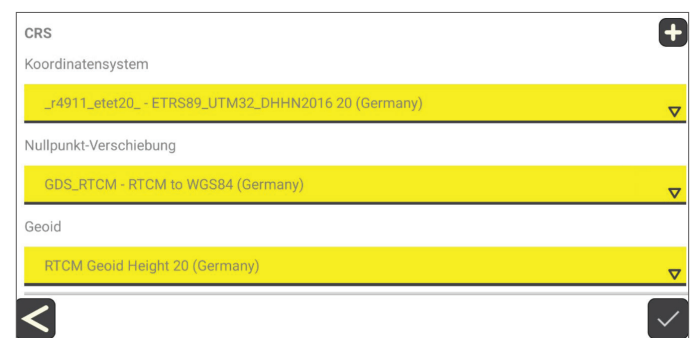 CRS
Koordinatensystem
_r4911_etet20_ - ETRS89_UTM32_DHHN2016 20 (Germany)
Nullpunkt-Verschiebung
GDS_RTCM - RTCM to WGS84 (Germany)
Geoid
RTCM Geoid Height 20 (Germany)